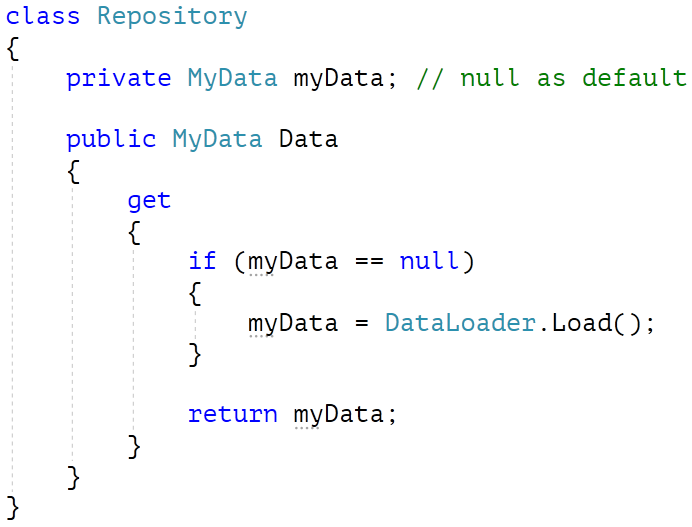 class Repository
{
    private MyData myData; // null as default

    public MyData Data
    {
        get
        {
            if (myData == null)
            {
                myData = DataLoader.Load();
            }

            return myData;
        }
    }
}